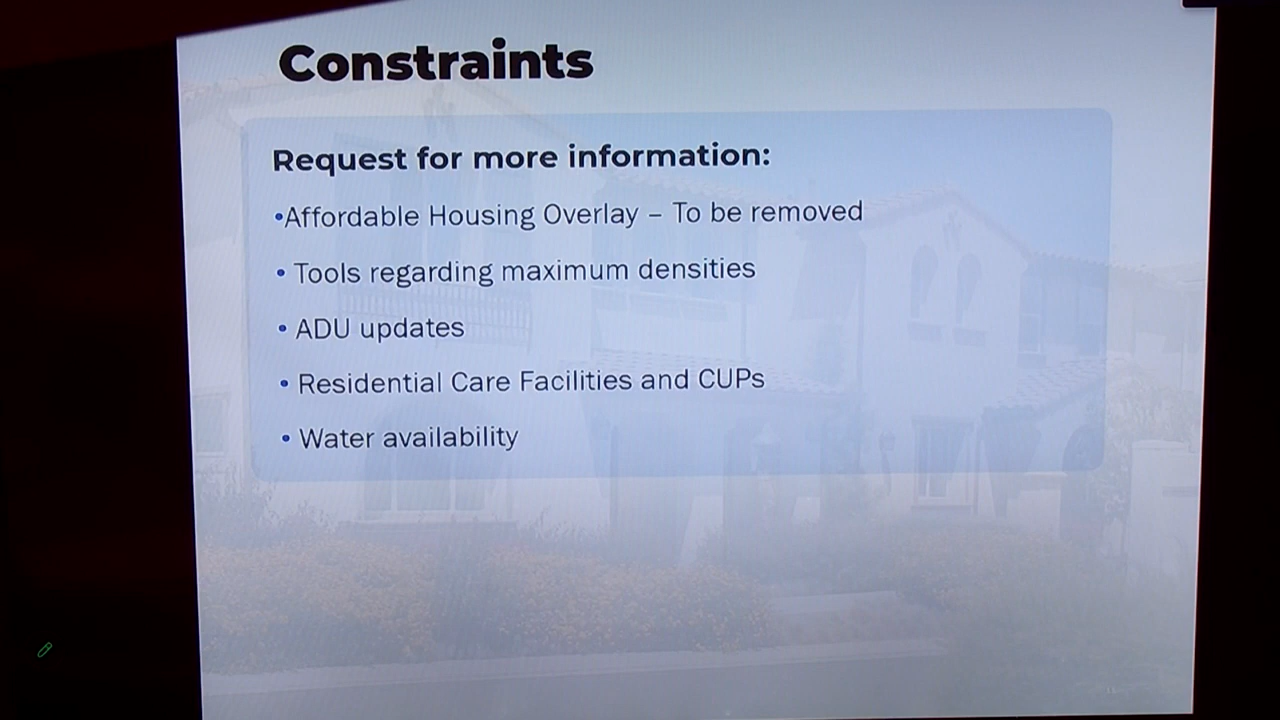 Constraints
Request for more information:
•Affordable Housing Overlay – To be removed
• Tools regarding maximum densities
• ADU updates
• Residential Care Facilities and CUPs
• Water availability